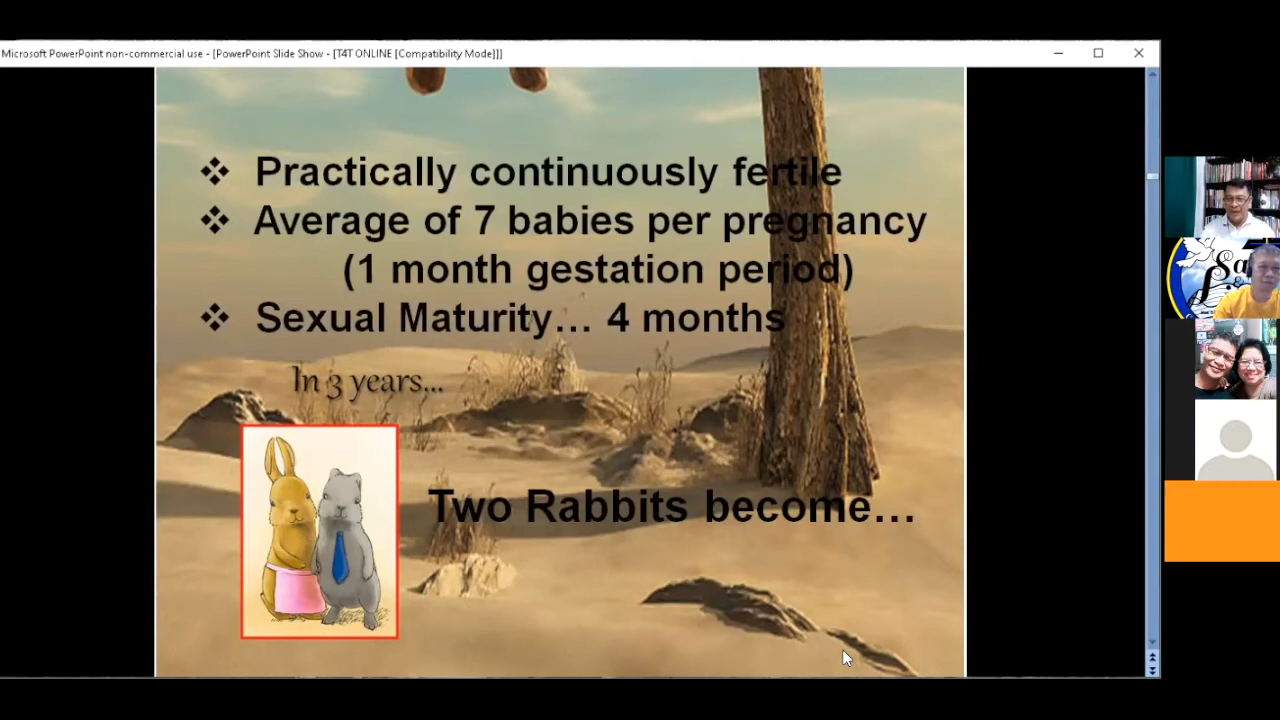 Microsoft PowerPoint non-commercial use - [PowerPoint Slide Show - [T4T ONLINE [Compatibility Mode]]]
❖ Practically continuously fertile
❖ Average of 7 babies per pregnancy
(1 month gestation period)
❖ Sexual Maturity... 4 months
In 3 years...
Two Rabbits become...